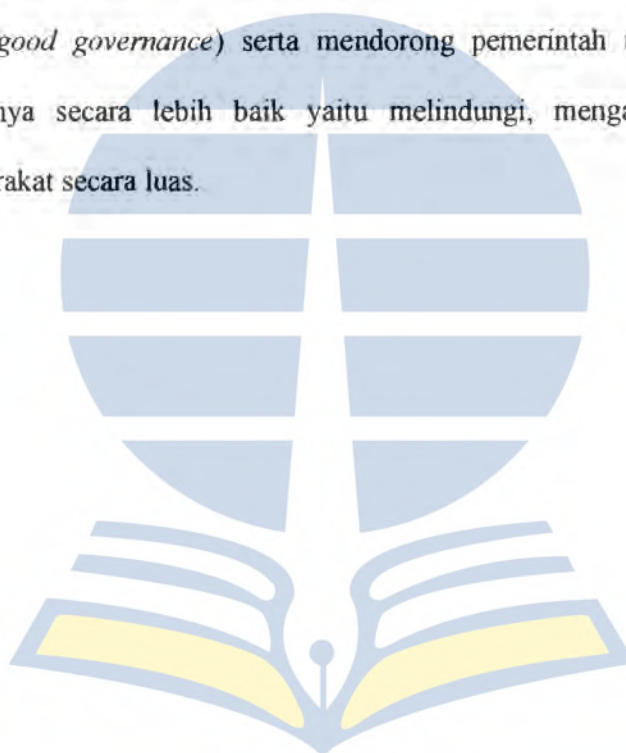 good governance) serta mendorong pemerintah
nya secara lebih baik yaitu melindungi, menga
rakat secara luas.